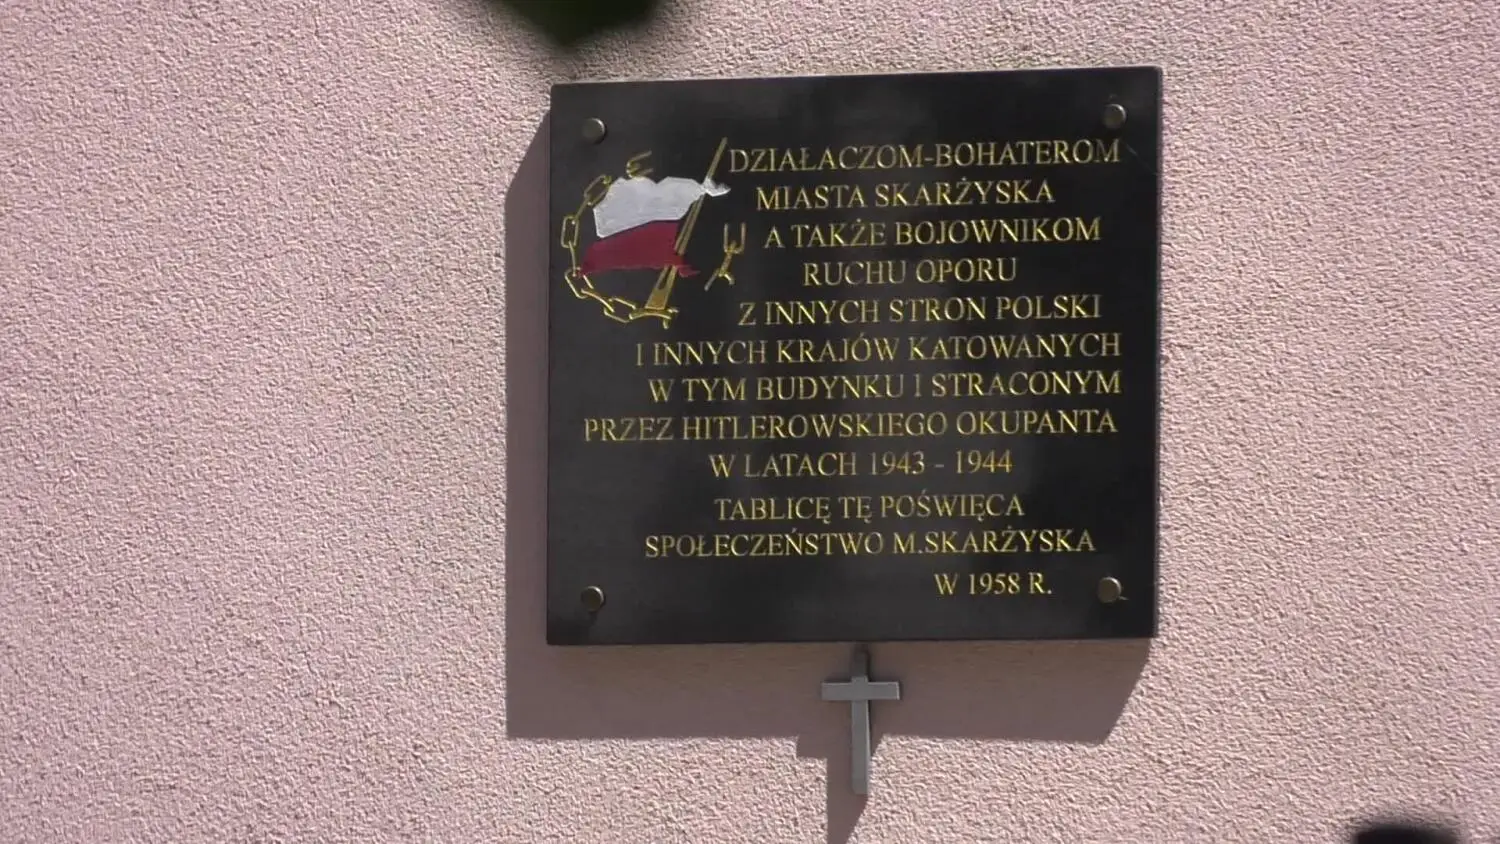 DZIAŁACZOM-BOHATEROM
MIASTA SKARŻYSKA
A TAKŻE BOJOWNIKOM
RUCHU OPORU
Z INNYCH STRON POLSKI
I INNYCH KRAJÓW KATOWANYCH
W TYM BUDYNKU I STRACONYM
PRZEZ HITLEROWSKIEGO OKUPANTA
W LATACH 1943 - 1944
TABLICĘ TĘ POŚWIĘCA
SPOŁECZEŃSTWO M.SKARŻYSKA
W 1958 R.